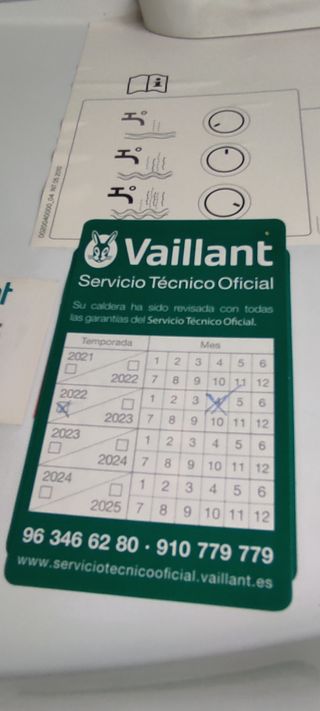 0020040900_04 INT 05 2010
Vaillant
Servicio Técnico Oficial
Su caldera ha sido revisada con todas
las garantías del Servicio Técnico Oficial.
Temporada Mes
2021 1 2 3 4 5 6
2022 7 8 9 10 11 12
2022 1 2 3 4 5 6
2023 7 8 9 10 11 12
2023 1 2 3 4 5 6
2024 7 8 9 10 11 12
2024 1 2 3 4 5 6
2025 7 8 9 10 11 12
96 346 62 80 · 910 779 779
www.serviciotecnicooficial.vaillant.es